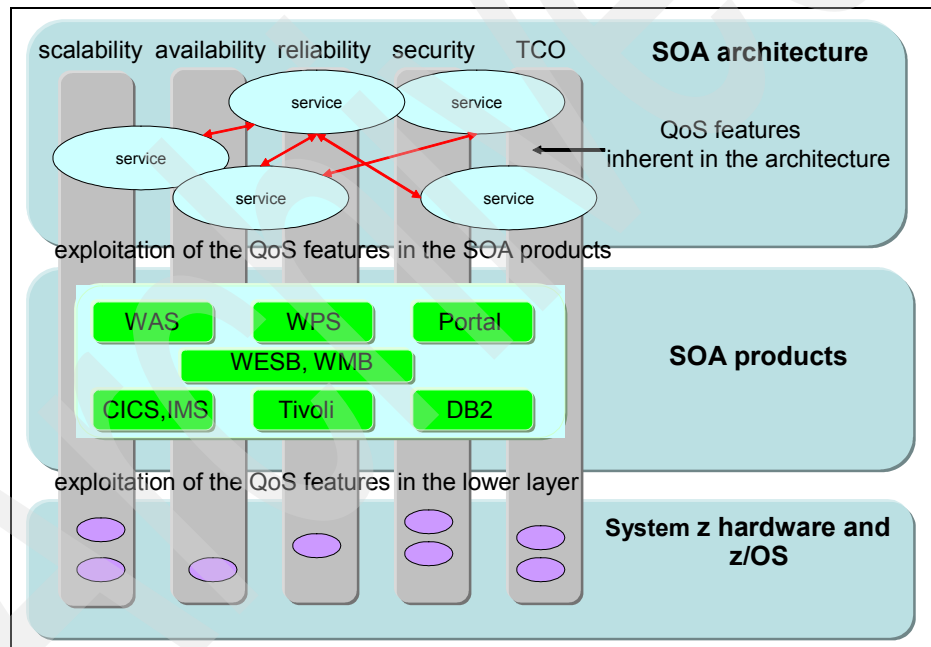 scalability availability reliability security TCO
SOA architecture
service
service
service
service
service
QoS features
inherent in the architecture
exploitation of the QoS features in the SOA products
WAS
WPS
Portal
WESB, WMB
SOA products
CICS,IMS
Tivoli
DB2
exploitation of the QoS features in the lower layer
System z hardware and
z/OS